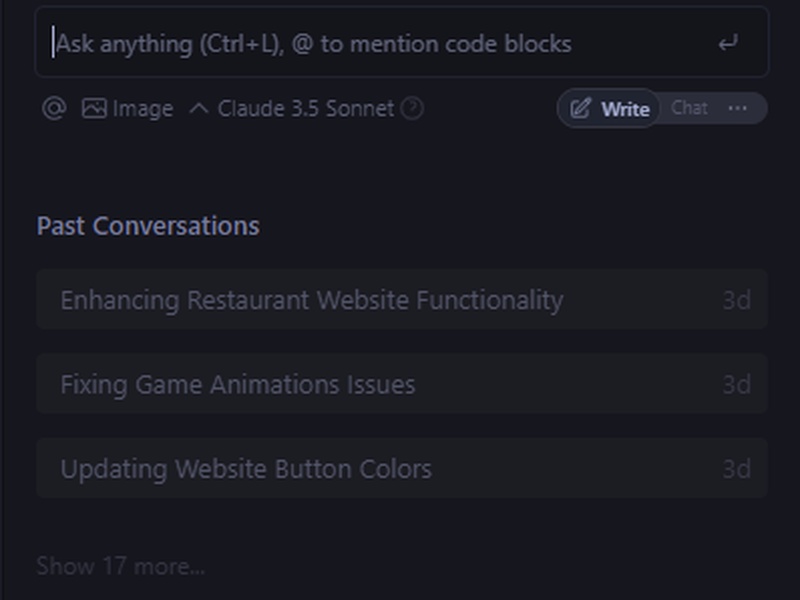 Ask anything (Ctrl+L), @ to mention code blocks
@ Image Claude 3.5 Sonnet ? Write Chat ...
Past Conversations
Enhancing Restaurant Website Functionality 3d
Fixing Game Animations Issues 3d
Updating Website Button Colors 3d
Show 17 more...